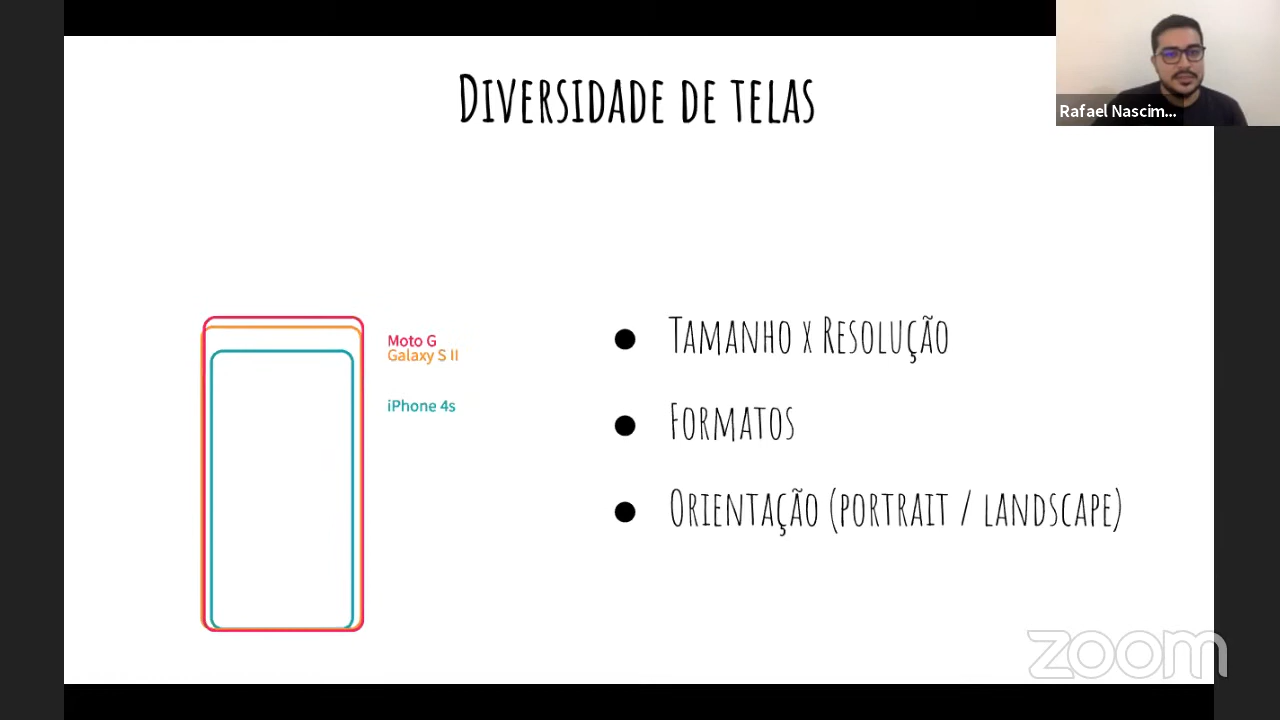 Diversidade de telas
Rafael Nascim...
Moto G
Galaxy S II
iPhone 4s
● Tamanho x Resolução
● Formatos
● Orientação (portrait / landscape)
zoom